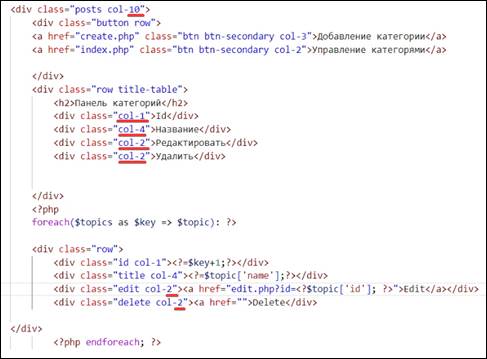 <div class="posts col-10">
<div class="button row">
<a href="create.php" class="btn btn-secondary col-3">Добавление категории</a>
<a href="index.php" class="btn btn-secondary col-2">Управление категорями</a>
</div>
<div class="row title-table">
<h2>Панель категорий</h2>
<div class="col-1">Id</div>
<div class="col-4">Название</div>
<div class="col-2">Редактировать</div>
<div class="col-2">Удалить</div>
</div>
<?php
foreach($topics as $key => $topic): ?>
<div class="row">
<div class="id col-1"><?=$key+1;?></div>
<div class="title col-4"><?=$topic['name'];?></div>
<div class="edit col-2"><a href="edit.php?id=<?$topic['id']; ?>">Edit</a></div>
<div class="delete col-2"><a href="">Delete</div>
</div>
<?php endforeach; ?>